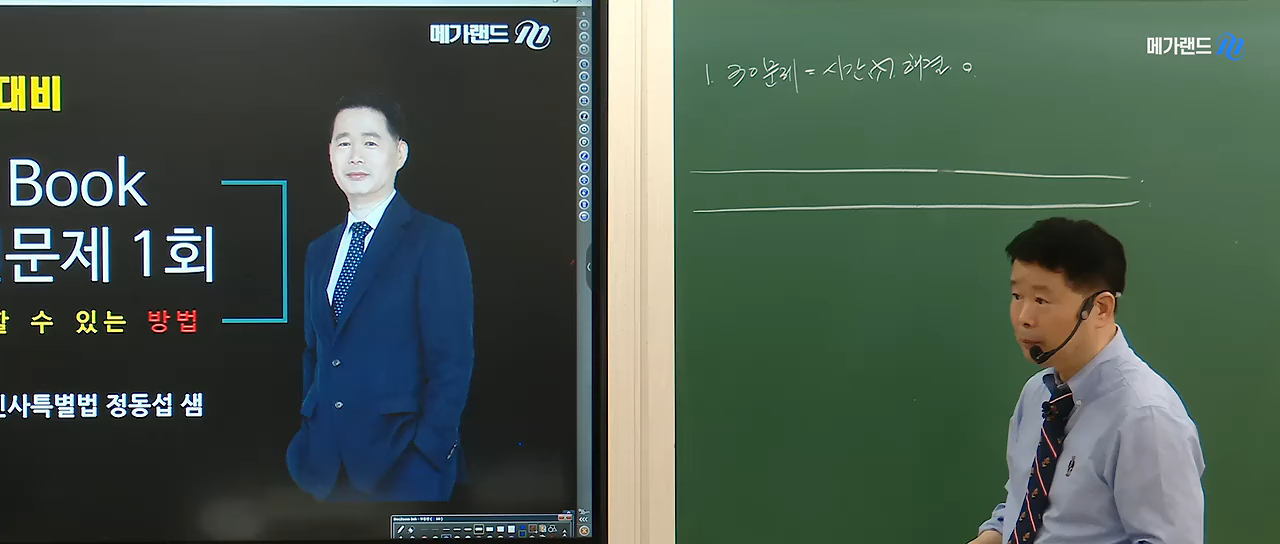 메가랜드
대비
Book
문제 1회
할 수 있는 방법
민사특별법 정동섭 샘
메가랜드
1. 30문제 = 시간내 해결 o.